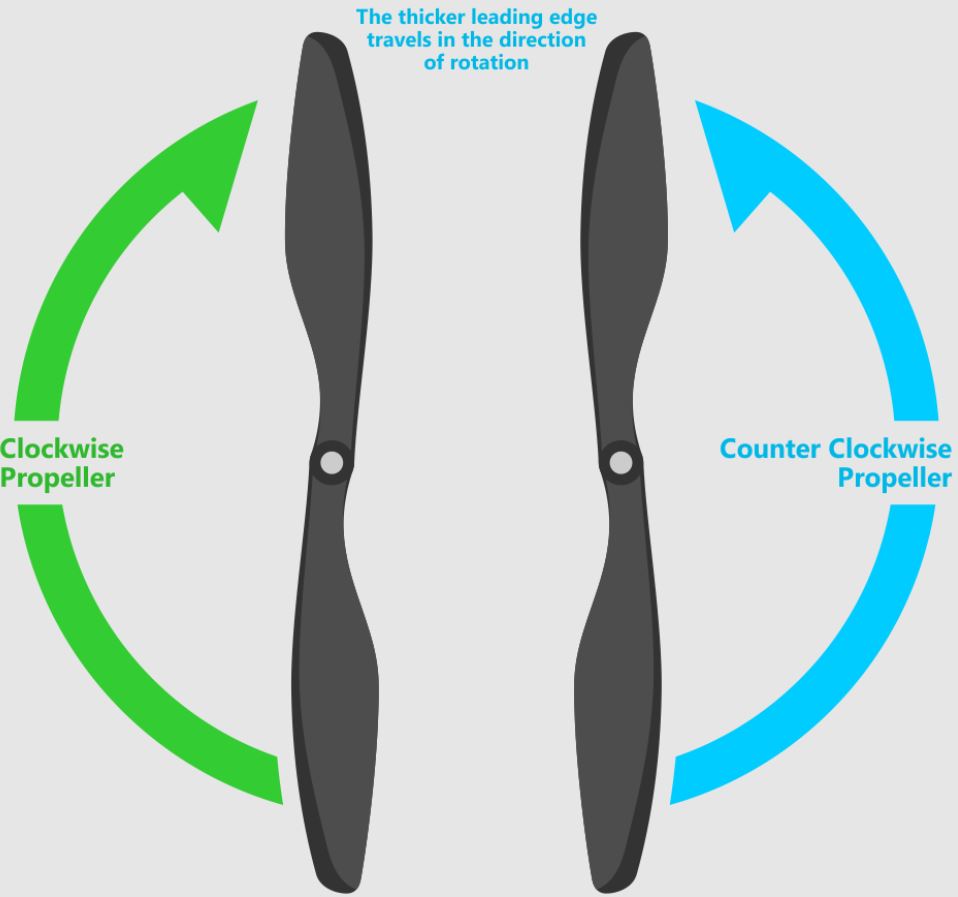 The thicker leading edge
travels in the direction
of rotation
Clockwise
Propeller
Counter Clockwise
Propeller